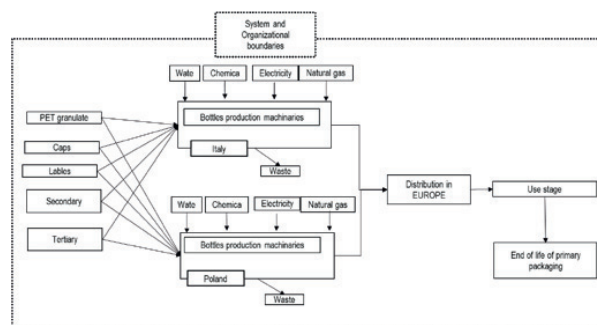 System and
Organizational
boundaries
Wate
Chemica
Electricity
Natural gas
PET granulate
Caps
Lables
Secondary
Tertiary
Bottles production machinaries
Italy
Waste
Wate
Chemica
Electricity
Natural gas
Bottles production machinaries
Poland
Waste
Distribution in
EUROPE
Use stage
End of life of primary
packaging